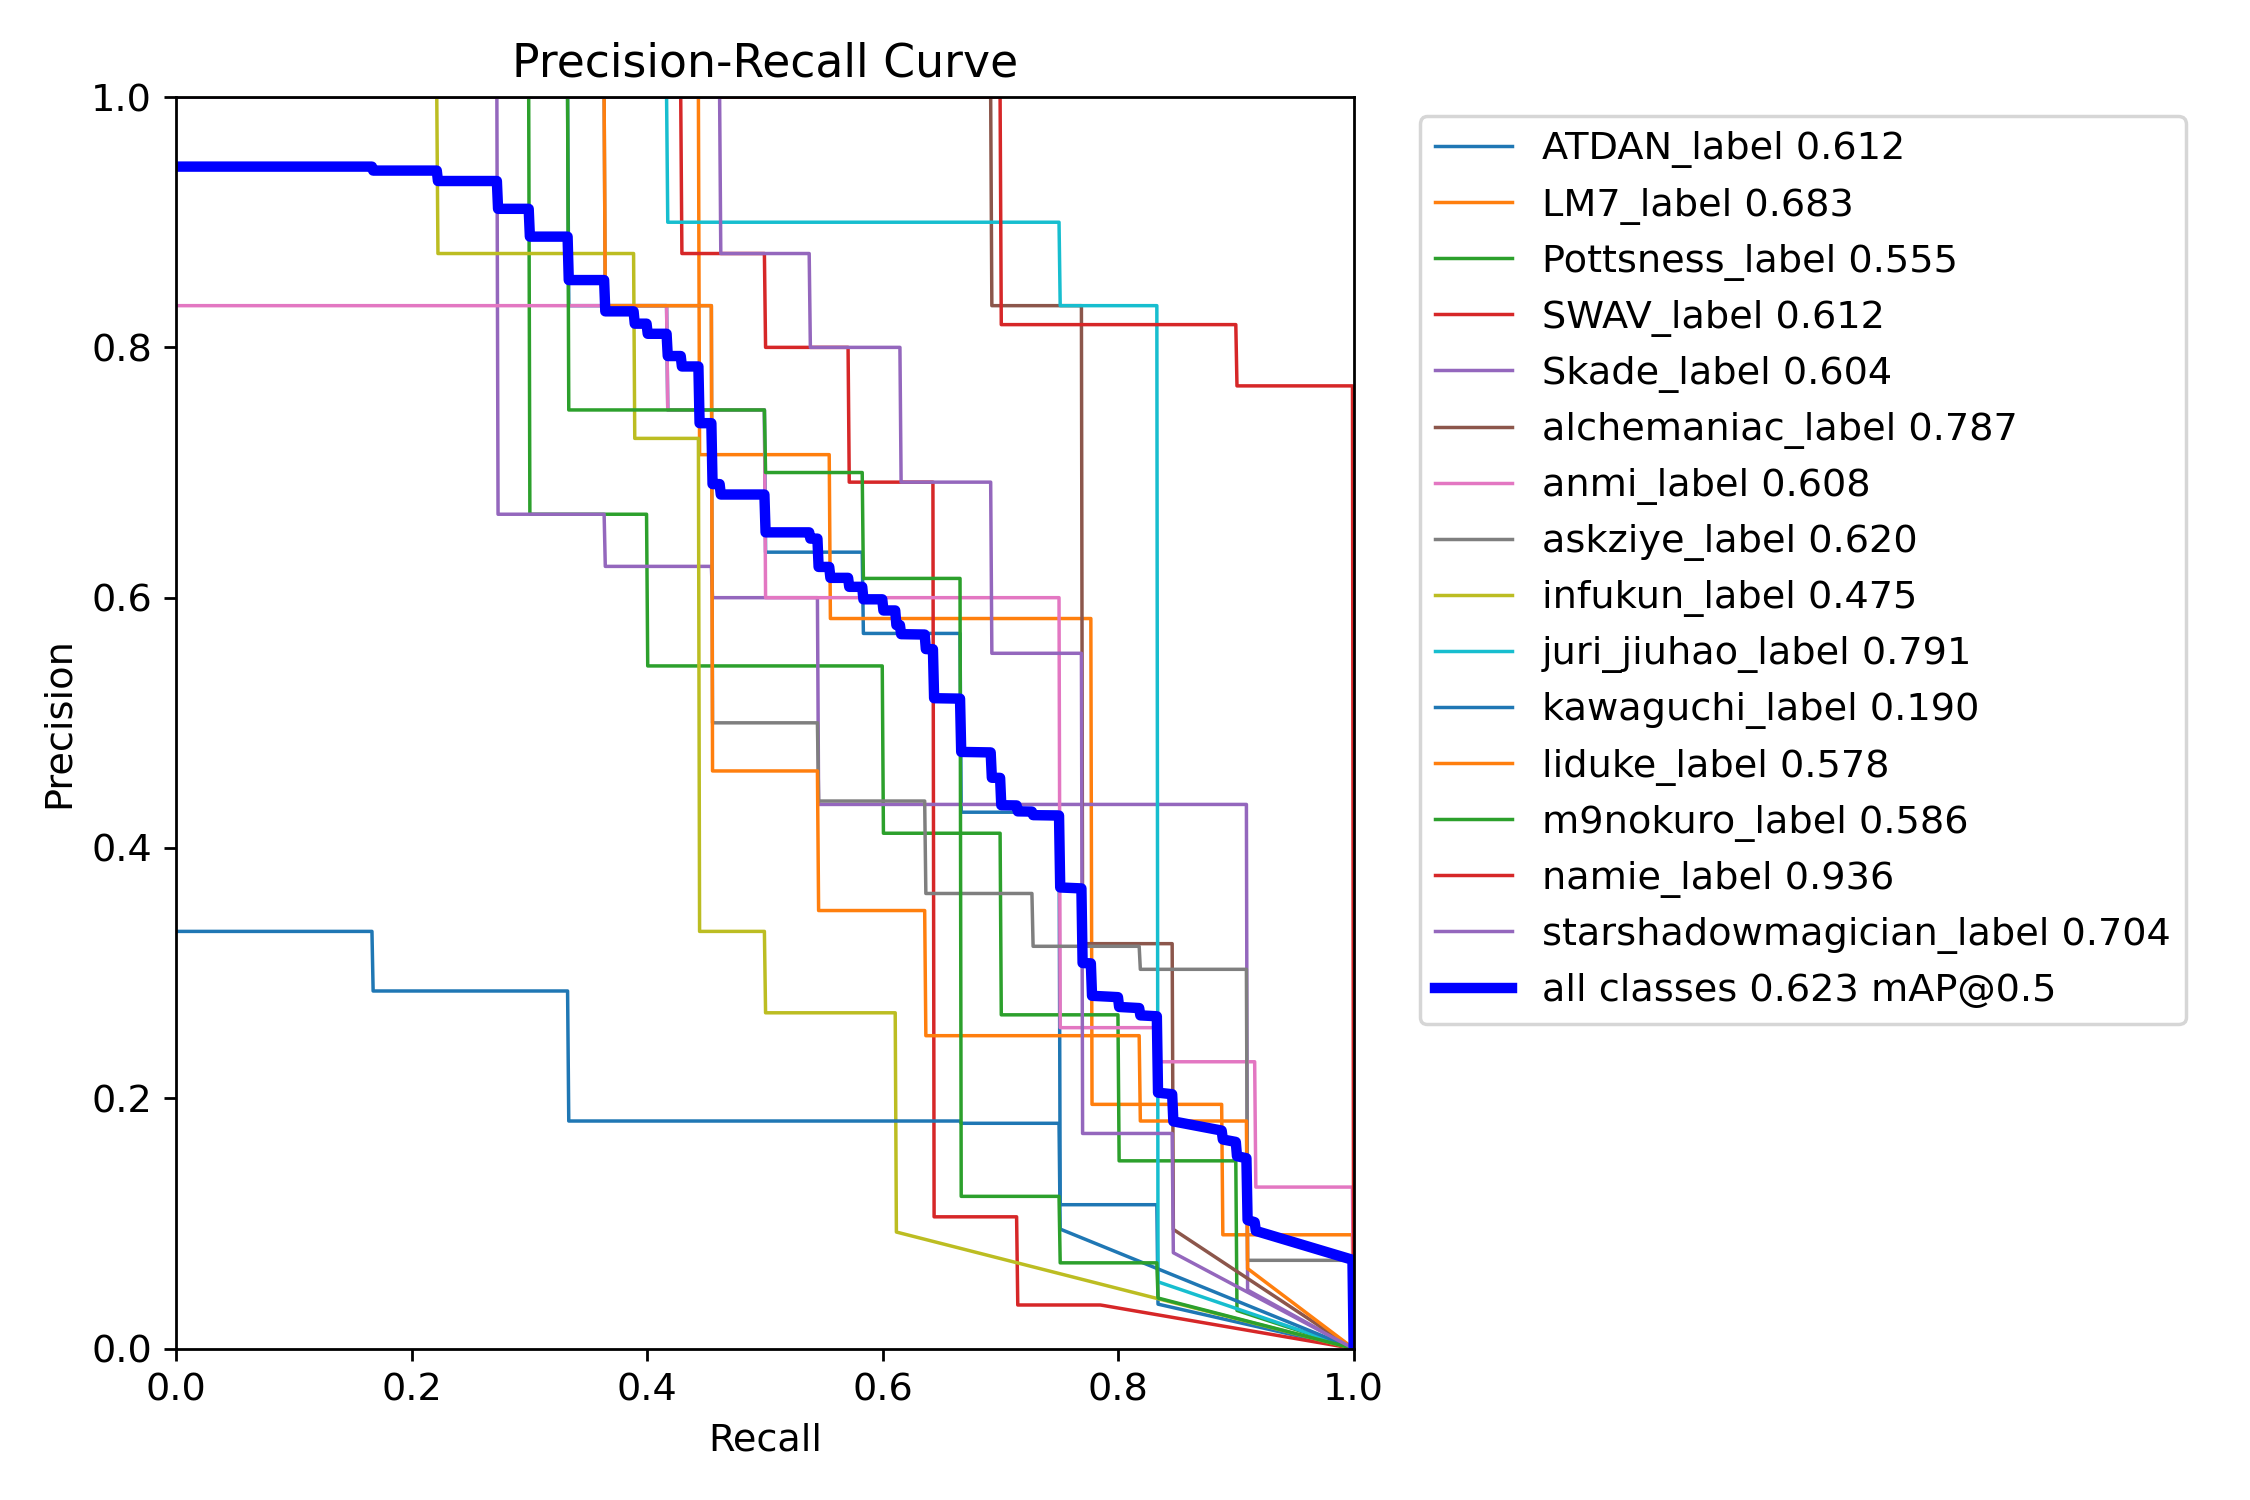 Precision-Recall Curve
1.0
0.8
0.6
0.4
0.2
0.0
Precision
0.0 0.2 0.4 0.6 0.8 1.0
Recall
ATDAN_label 0.612
LM7_label 0.683
Pottsness_label 0.555
SWAV_label 0.612
Skade_label 0.604
alchemaniac_label 0.787
anmi_label 0.608
askziye_label 0.620
infukun_label 0.475
juri_jiuhao_label 0.791
kawaguchi_label 0.190
liduke_label 0.578
m9nokuro_label 0.586
namie_label 0.936
starshadowmagician_label 0.704
all classes 0.623 mAP@0.5